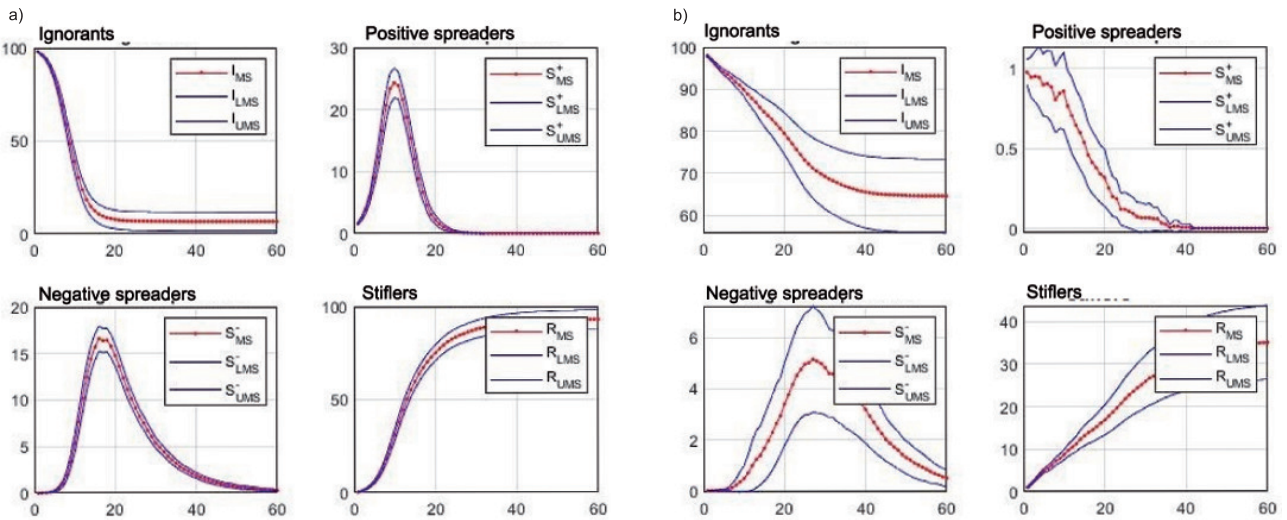 a)
Ignorants
100
50
0
0 20 40 60
I_MS
I_LMS
I_UMS
Positive spreaders
30
20
10
0
0 20 40 60
S⁺_MS
S⁺_LMS
S⁺_UMS
Negative spreaders
20
15
10
5
0
0 20 40 60
S⁻_MS
S⁻_LMS
S⁻_UMS
Stiflers
100
50
0
0 20 40 60
R_MS
R_LMS
R_UMS
b)
Ignorants
100
90
80
70
60
0 20 40 60
I_MS
I_LMS
I_UMS
Positive spreaders
1
0.5
0
0 20 40 60
S⁺_MS
S⁺_LMS
S⁺_UMS
Negative spreaders
6
4
2
0
0 20 40 60
S⁻_MS
S⁻_LMS
S⁻_UMS
Stiflers
40
30
20
10
0
0 20 40 60
R_MS
R_LMS
R_UMS